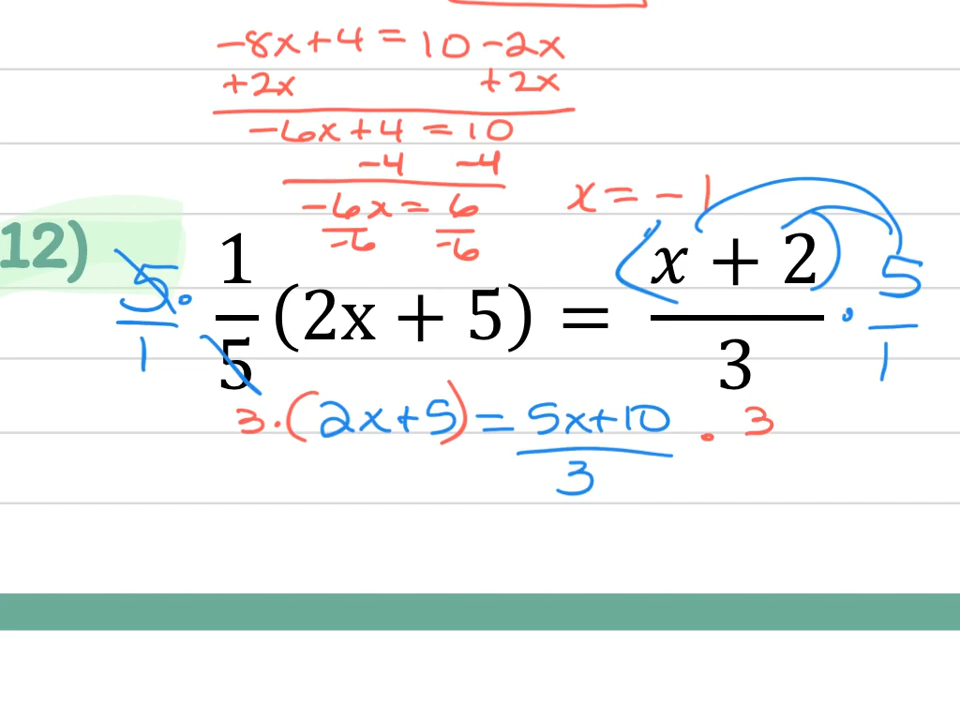 -8x+4 = 10-2x
+2x +2x
-6x+4 = 10
-4 -4
-6x = 6 x = -1
-6 -6
12) 5/1 · 1/5 (2x + 5) = (x + 2)/3 · 5/1
3·(2x+5) = 5x+10/3 · 3